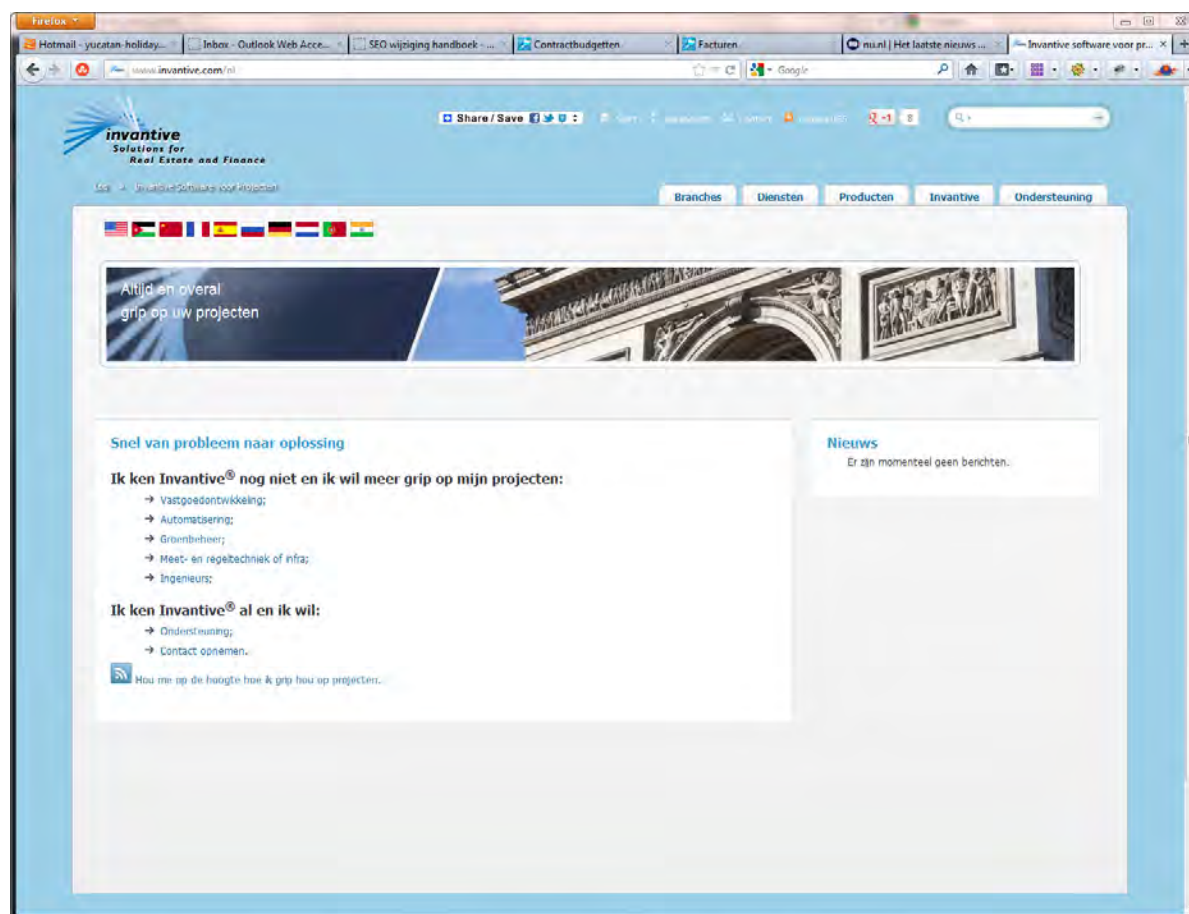 Firefox
Hotmail - yucatan-holiday...
Inbox - Outlook Web Acce...
SEO wijziging handboek - ...
Contractbudgetten
Facturen
nu.nl | Het laatste nieuws ...
Invantive software voor pr...
www.invantive.com/nl
Google
invantive
Solutions for
Real Estate and Finance
Share / Save
Branches
Diensten
Producten
Invantive
Ondersteuning
Altijd en overal
grip op uw projecten
Snel van probleem naar oplossing
Ik ken Invantive® nog niet en ik wil meer grip op mijn projecten:
→ Vastgoedontwikkeling;
→ Automatisering;
→ Groenbeheer;
→ Meet- en regeltechniek of infra;
→ Ingenieurs;
Ik ken Invantive® al en ik wil:
→ Ondersteuning;
→ Contact opnemen.
Hou me op de hoogte hoe ik grip hou op projecten.
Nieuws
Er zijn momenteel geen berichten.